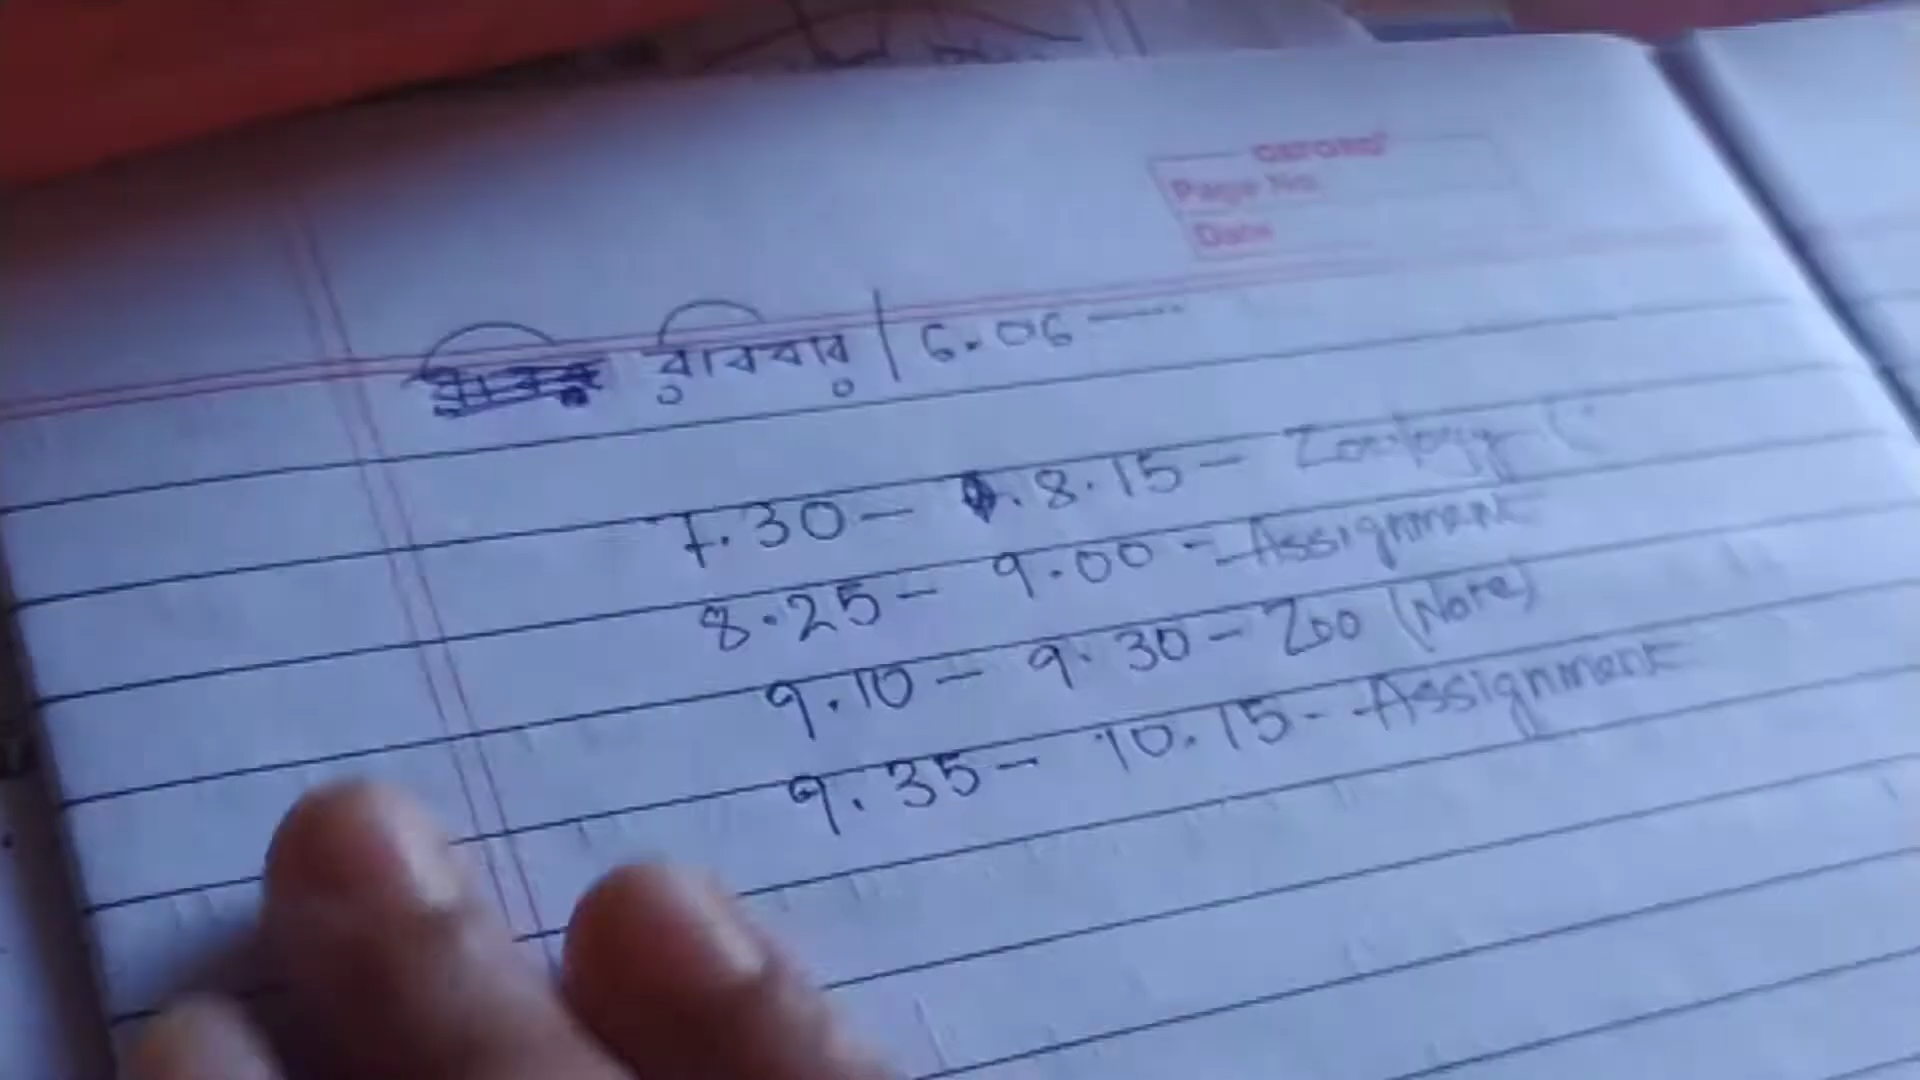 Page No.
Date
রবিবার | 6.06
7.30 - 8.15 - Zoology (
8.25 - 9.00 - Assignment
9.10 - 9.30 - Zoo (Note)
9.35 - 10.15 - Assignment